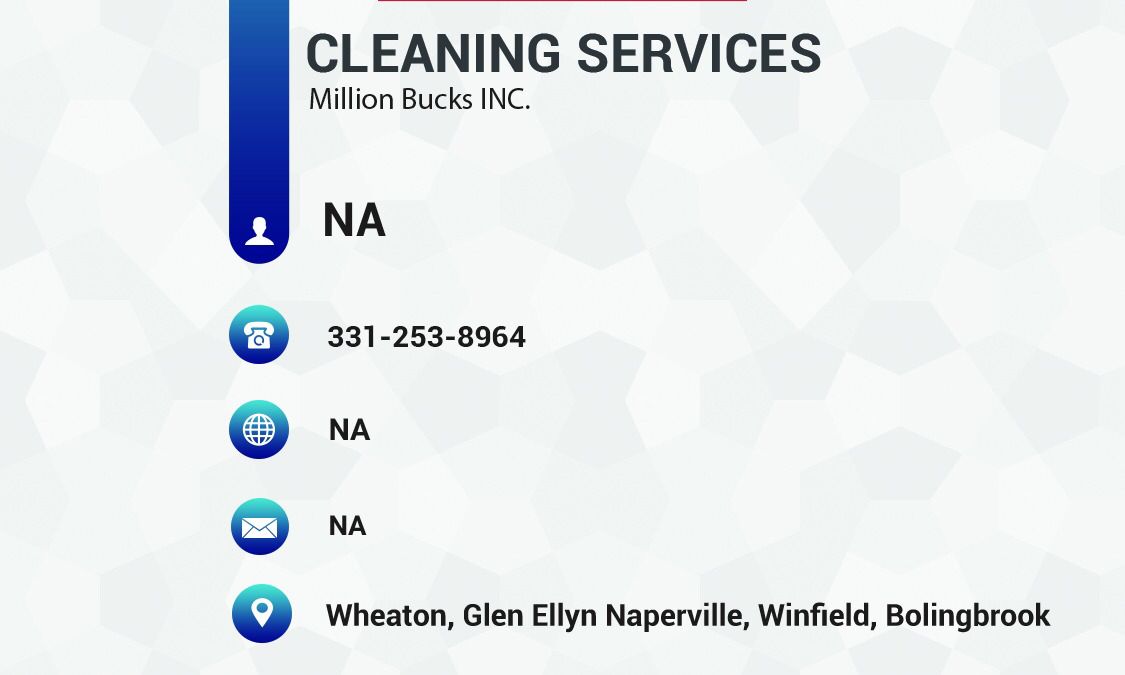 CLEANING SERVICES
Million Bucks INC.
NA
331-253-8964
NA
NA
Wheaton, Glen Ellyn Naperville, Winfield, Bolingbrook